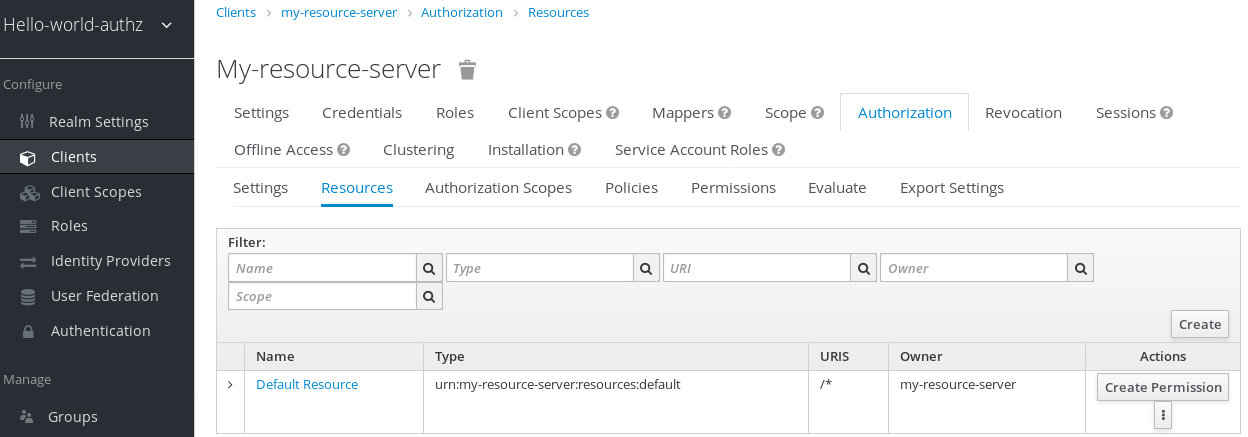 Hello-world-authz
Configure
Realm Settings
Clients
Client Scopes
Roles
Identity Providers
User Federation
Authentication
Manage
Groups
Clients > my-resource-server > Authorization > Resources
My-resource-server
Settings Credentials Roles Client Scopes ? Mappers ? Scope ? Authorization Revocation Sessions ?
Offline Access ? Clustering Installation ? Service Account Roles ?
Settings Resources Authorization Scopes Policies Permissions Evaluate Export Settings
Filter:
Name Type URI Owner
Scope
Create
Name Type URIS Owner Actions
> Default Resource urn:my-resource-server:resources:default /* my-resource-server Create Permission